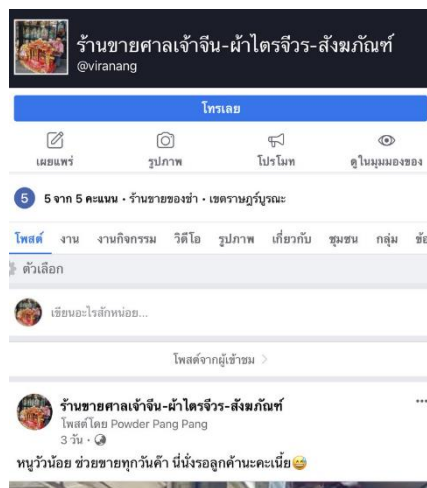 ร้านขายศาลเจ้าจีน-ผ้าไตรจีวร-สังฆภัณฑ์
@viranang
โทรเลย
เผยแพร่ รูปภาพ โปรโมท ดูในมุมมองของ
5 5 จาก 5 คะแนน · ร้านขายของชำ · เขตราษฎร์บูรณะ
โพสต์ งาน งานกิจกรรม วิดีโอ รูปภาพ เกี่ยวกับ ชุมชน กลุ่ม
ตัวเลือก
เขียนอะไรสักหน่อย...
โพสต์จากผู้เข้าชม
ร้านขายศาลเจ้าจีน-ผ้าไตรจีวร-สังฆภัณฑ์
โพสต์โดย Powder Pang Pang
3 วัน ·
หนูวัวน้อย ช่วยขายทุกวันค้า นี่นั่งรอลูกค้านะคะเนี้ย😅